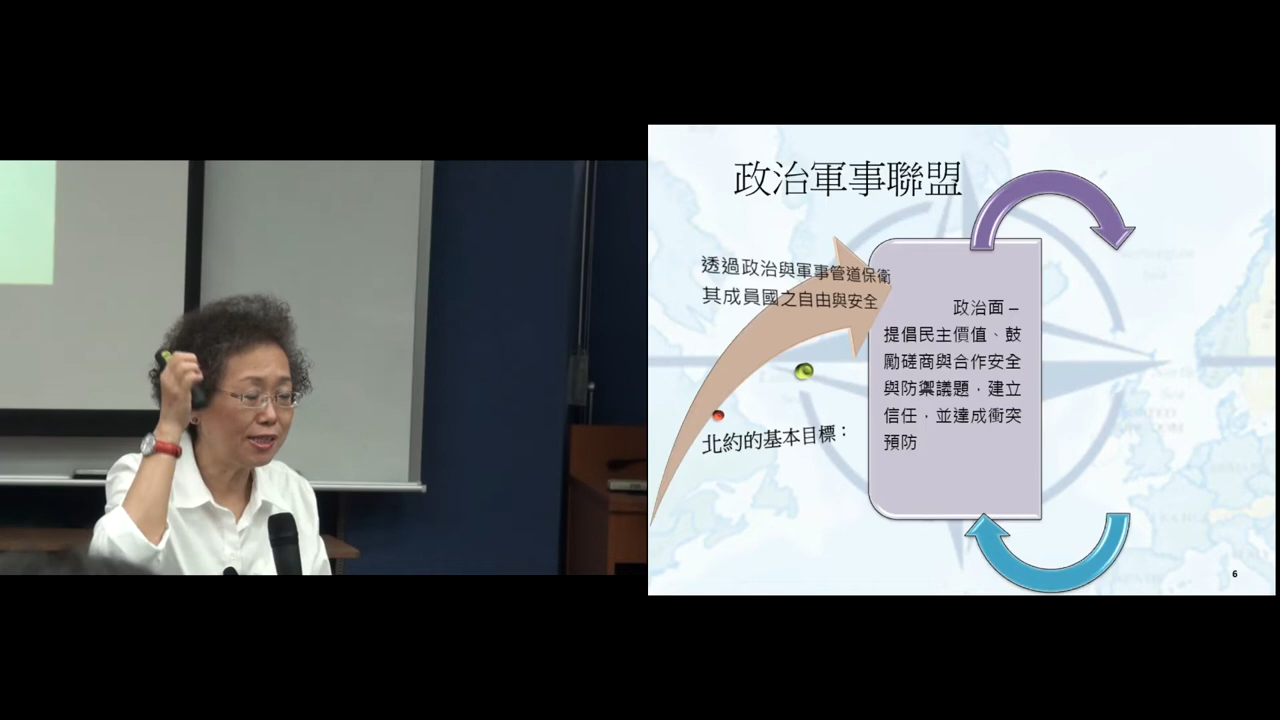 政治軍事聯盟
透過政治與軍事管道保衛
其成員國之自由與安全
北約的基本目標：
政治面 –
提倡民主價值、鼓
勵磋商與合作安全
與防禦議題，建立
信任，並達成衝突
預防
6